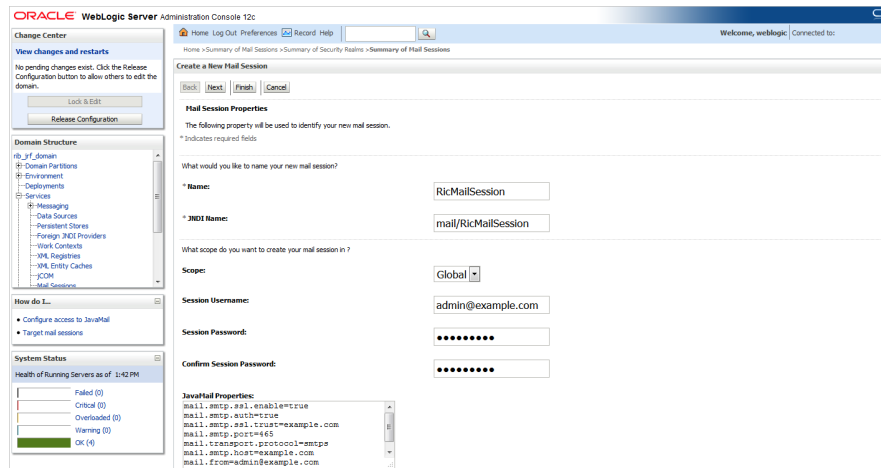 ORACLE WebLogic Server Administration Console 12c
Change Center
View changes and restarts
No pending changes exist. Click the Release
Configuration button to allow others to edit the
domain.
Lock & Edit
Release Configuration
Domain Structure
rib_jrf_domain
Domain Partitions
Environment
Deployments
Services
Messaging
Data Sources
Persistent Stores
Foreign JNDI Providers
Work Contexts
XML Registries
XML Entity Caches
jCOM
Mail Sessions
How do I...
Configure access to JavaMail
Target mail sessions
System Status
Health of Running Servers as of 1:42 PM
Failed (0)
Critical (0)
Overloaded (0)
Warning (0)
OK (4)
Home Log Out Preferences Record Help
Welcome, weblogic Connected to:
Home >Summary of Mail Sessions >Summary of Security Realms >Summary of Mail Sessions
Create a New Mail Session
Back Next Finish Cancel
Mail Session Properties
The following property will be used to identify your new mail session.
* Indicates required fields
What would you like to name your new mail session?
* Name: RicMailSession
* JNDI Name: mail/RicMailSession
What scope do you want to create your mail session in ?
Scope: Global
Session Username: admin@example.com
Session Password: ●●●●●●●●●
Confirm Session Password: ●●●●●●●●●
JavaMail Properties:
mail.smtp.ssl.enable=true
mail.smtp.auth=true
mail.smtp.ssl.trust=example.com
mail.smtp.port=465
mail.transport.protocol=smtps
mail.smtp.host=example.com
mail.from=admin@example.com